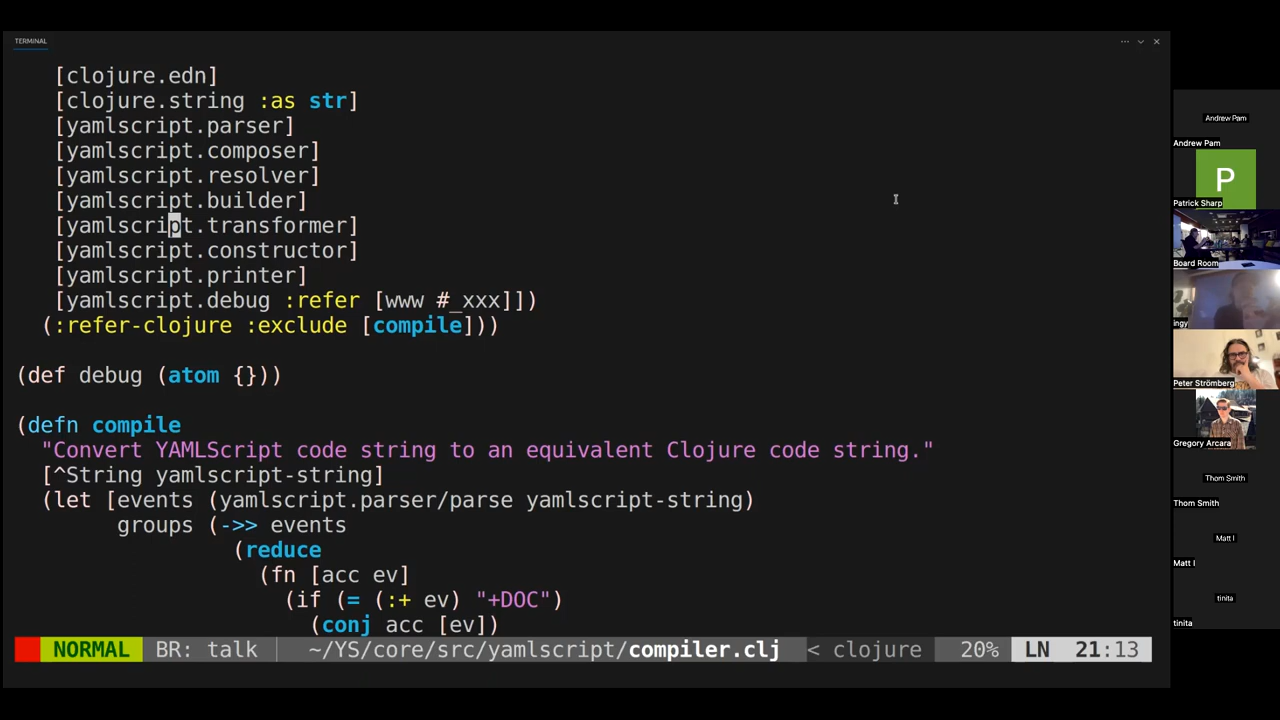 TERMINAL
[clojure.edn]
[clojure.string :as str]
[yamlscript.parser]
[yamlscript.composer]
[yamlscript.resolver]
[yamlscript.builder]
[yamlscript.transformer]
[yamlscript.constructor]
[yamlscript.printer]
[yamlscript.debug :refer [www #_xxx]])
(:refer-clojure :exclude [compile]))
(def debug (atom {}))
(defn compile
"Convert YAMLScript code string to an equivalent Clojure code string."
[^String yamlscript-string]
(let [events (yamlscript.parser/parse yamlscript-string)
groups (->> events
(reduce
(fn [acc ev]
(if (= (:+ ev) "+DOC")
(conj acc [ev])
NORMAL BR: talk ~/YS/core/src/yamlscript/compiler.clj < clojure 20% LN 21:13
Andrew Pam
Andrew Pam
P
Patrick Sharp
Board Room
ingy
Peter Strömberg
Gregory Arcara
Thom Smith
Thom Smith
Matt I
Matt I
tinita
tinita